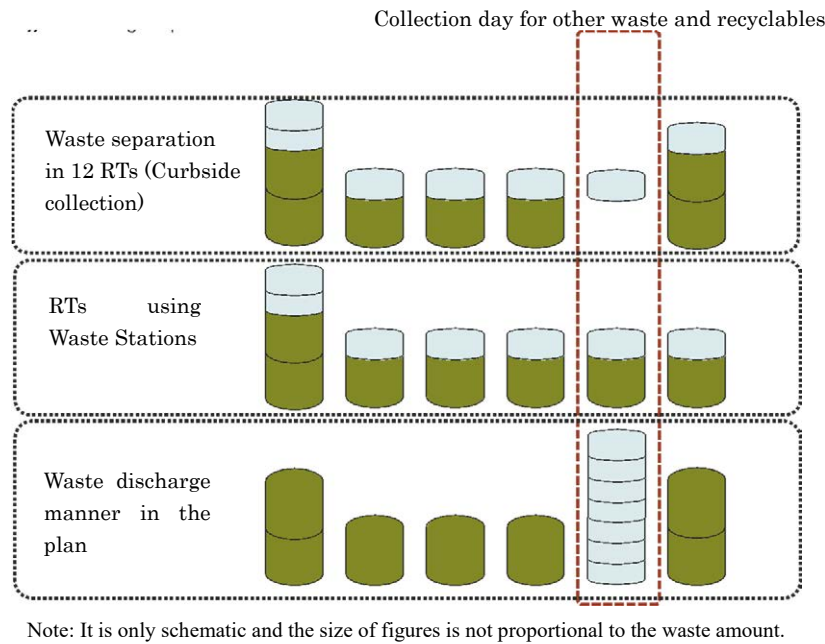 Collection day for other waste and recyclables
Waste separation
in 12 RTs (Curbside
collection)
RTs using
Waste Stations
Waste discharge
manner in the
plan
Note: It is only schematic and the size of figures is not proportional to the waste amount.